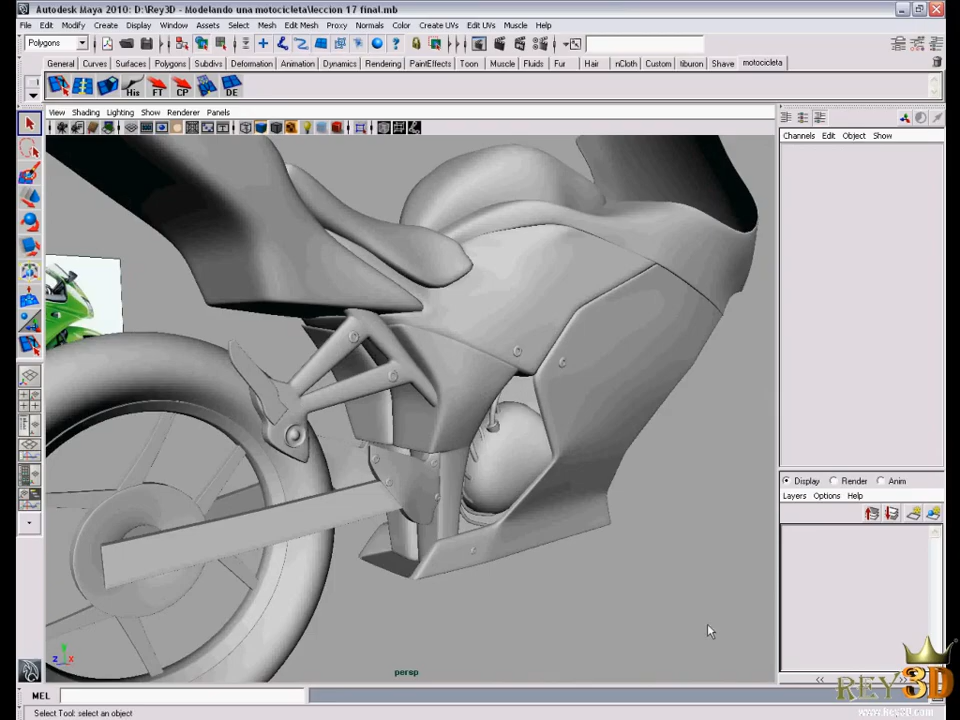 Autodesk Maya 2010: D:\Rey3D - Modelando una motocicleta\leccion 17 final.mb
File Edit Modify Create Display Window Assets Select Mesh Edit Mesh Proxy Normals Color Create UVs Edit UVs Muscle Help
Polygons
General Curves Surfaces Polygons Subdivs Deformation Animation Dynamics Rendering PaintEffects Toon Muscle Fluids Fur Hair nCloth Custom tiburon Shave motocicleta
His FT CP DE
View Shading Lighting Show Renderer Panels
Channels Edit Object Show
Display Render Anim
Layers Options Help
persp
REY3D
MEL
Select Tool: select an object